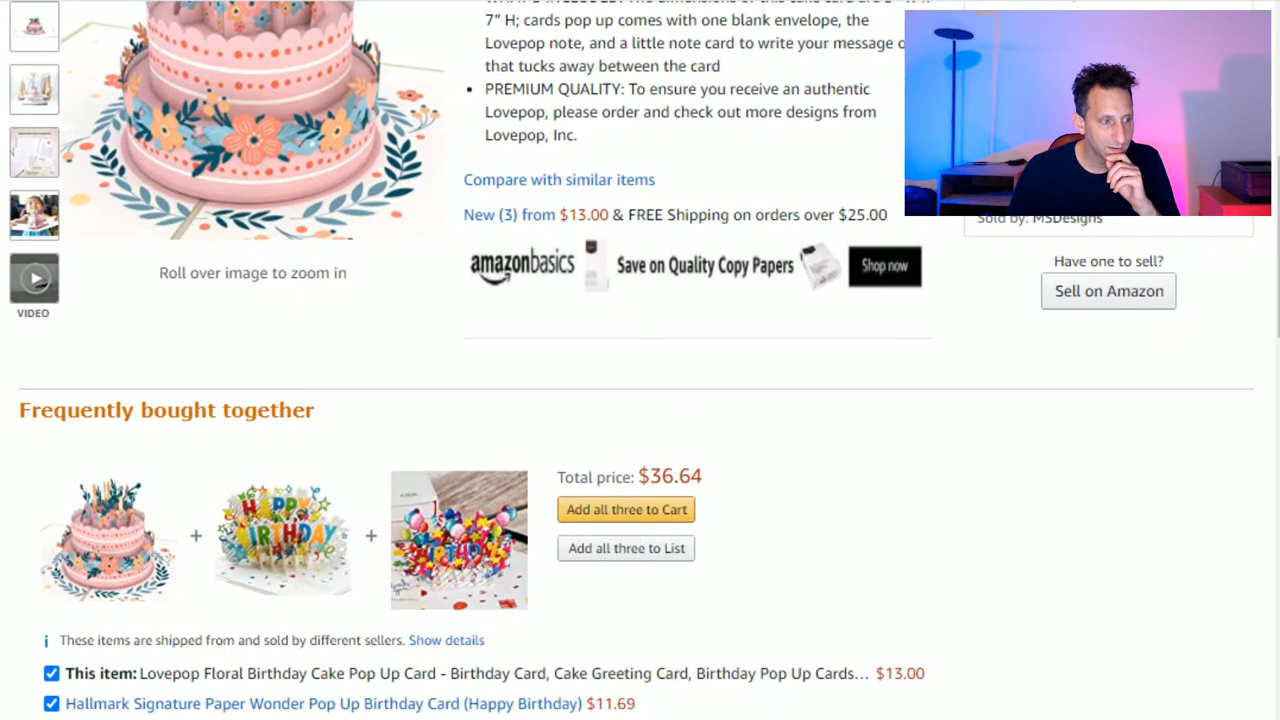 7” H; cards pop up comes with one blank envelope, the
Lovepop note, and a little note card to write your message o
that tucks away between the card
• PREMIUM QUALITY: To ensure you receive an authentic
Lovepop, please order and check out more designs from
Lovepop, Inc.
Compare with similar items
New (3) from $13.00 & FREE Shipping on orders over $25.00
Sold by: MSDesigns
amazonbasics Save on Quality Copy Papers Shop now
Have one to sell?
Sell on Amazon
Roll over image to zoom in
VIDEO
Frequently bought together
HAPPY
BIRTHDAY
BIRTHDAY
+ +
Total price: $36.64
Add all three to Cart
Add all three to List
i These items are shipped from and sold by different sellers. Show details
This item: Lovepop Floral Birthday Cake Pop Up Card - Birthday Card, Cake Greeting Card, Birthday Pop Up Cards… $13.00
Hallmark Signature Paper Wonder Pop Up Birthday Card (Happy Birthday) $11.69